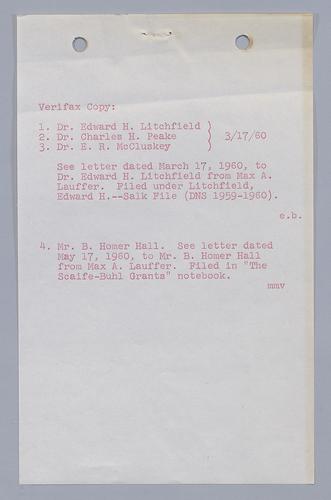 Verifax Copy:
1. Dr. Edward H. Litchfield }
2. Dr. Charles H. Peake } 3/17/60
3. Dr. E. R. McCluskey }
See letter dated March 17, 1960, to
Dr. Edward H. Litchfield from Max A.
Lauffer. Filed under Litchfield,
Edward H.--Salk File (DNS 1959-1960).
e.b.
4. Mr. B. Homer Hall. See letter dated
May 17, 1960, to Mr. B. Homer Hall
from Max A. Lauffer. Filed in "The
Scaife-Buhl Grants" notebook.
mmv